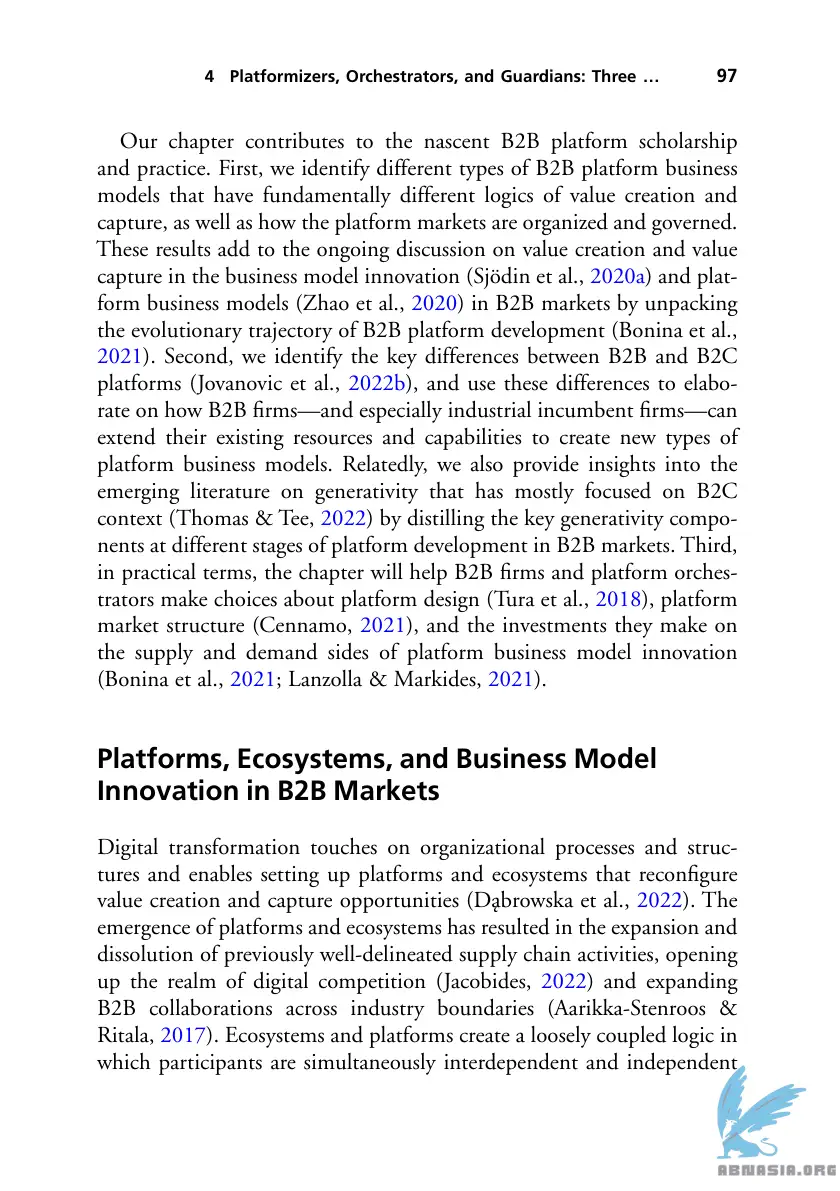 4 Platformizers, Orchestrators, and Guardians: Three … 97
Our chapter contributes to the nascent B2B platform scholarship
and practice. First, we identify different types of B2B platform business
models that have fundamentally different logics of value creation and
capture, as well as how the platform markets are organized and governed.
These results add to the ongoing discussion on value creation and value
capture in the business model innovation (Sjödin et al., 2020a) and plat-
form business models (Zhao et al., 2020) in B2B markets by unpacking
the evolutionary trajectory of B2B platform development (Bonina et al.,
2021). Second, we identify the key differences between B2B and B2C
platforms (Jovanovic et al., 2022b), and use these differences to elabo-
rate on how B2B firms—and especially industrial incumbent firms—can
extend their existing resources and capabilities to create new types of
platform business models. Relatedly, we also provide insights into the
emerging literature on generativity that has mostly focused on B2C
context (Thomas & Tee, 2022) by distilling the key generativity compo-
nents at different stages of platform development in B2B markets. Third,
in practical terms, the chapter will help B2B firms and platform orches-
trators make choices about platform design (Tura et al., 2018), platform
market structure (Cennamo, 2021), and the investments they make on
the supply and demand sides of platform business model innovation
(Bonina et al., 2021; Lanzolla & Markides, 2021).
Platforms, Ecosystems, and Business Model
Innovation in B2B Markets
Digital transformation touches on organizational processes and struc-
tures and enables setting up platforms and ecosystems that reconfigure
value creation and capture opportunities (Dąbrowska et al., 2022). The
emergence of platforms and ecosystems has resulted in the expansion and
dissolution of previously well-delineated supply chain activities, opening
up the realm of digital competition (Jacobides, 2022) and expanding
B2B collaborations across industry boundaries (Aarikka-Stenroos &
Ritala, 2017). Ecosystems and platforms create a loosely coupled logic in
which participants are simultaneously interdependent and independent
ABNASIA.ORG